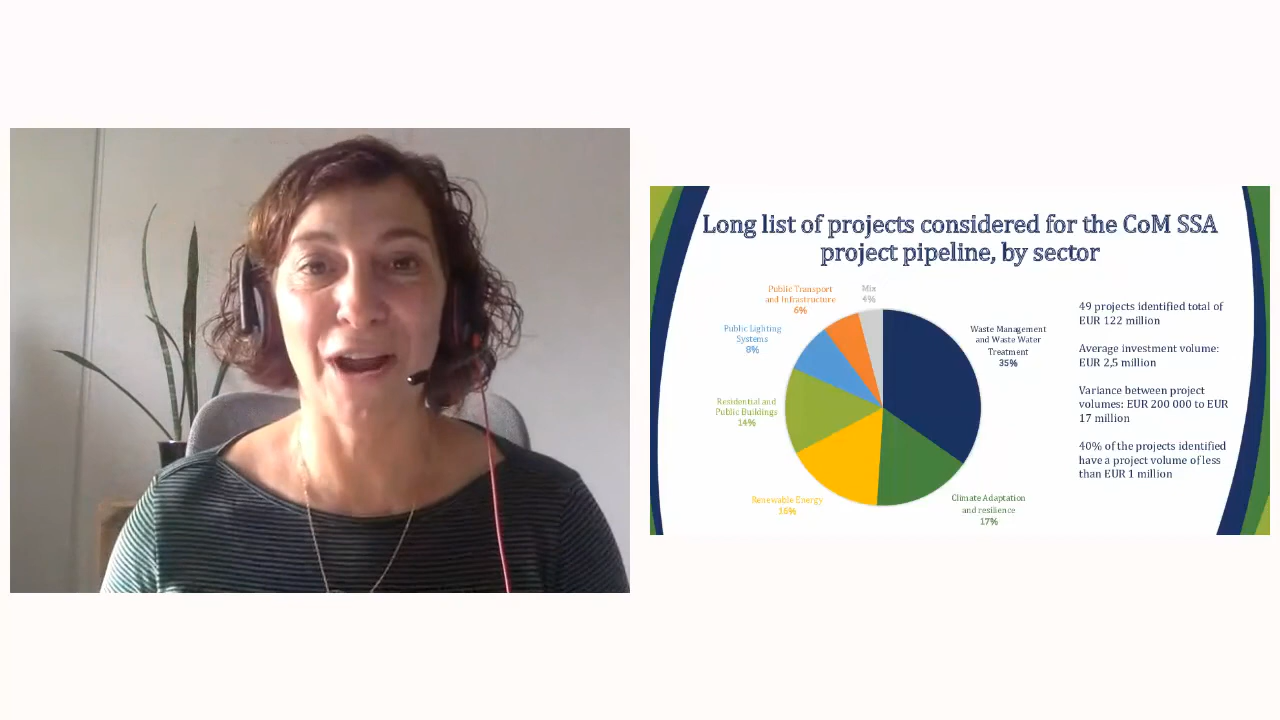 Long list of projects considered for the CoM SSA
project pipeline, by sector
Public Transport
and Infrastructure
6%
Mix
4%
Public Lighting
Systems
8%
Waste Management
and Waste Water
Treatment
35%
Residential and
Public Buildings
14%
Renewable Energy
16%
Climate Adaptation
and resilience
17%
49 projects identified total of
EUR 122 million
Average investment volume:
EUR 2,5 million
Variance between project
volumes: EUR 200 000 to EUR
17 million
40% of the projects identified
have a project volume of less
than EUR 1 million